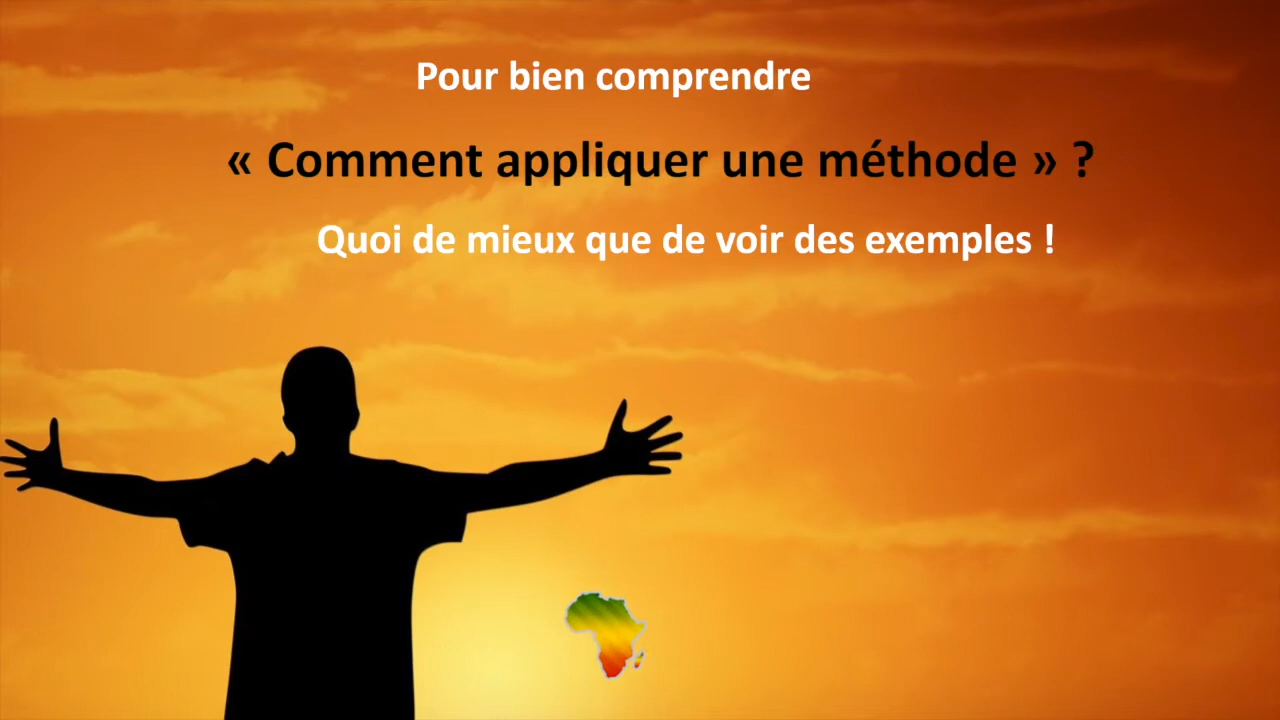 Pour bien comprendre
« Comment appliquer une méthode » ?
Quoi de mieux que de voir des exemples !